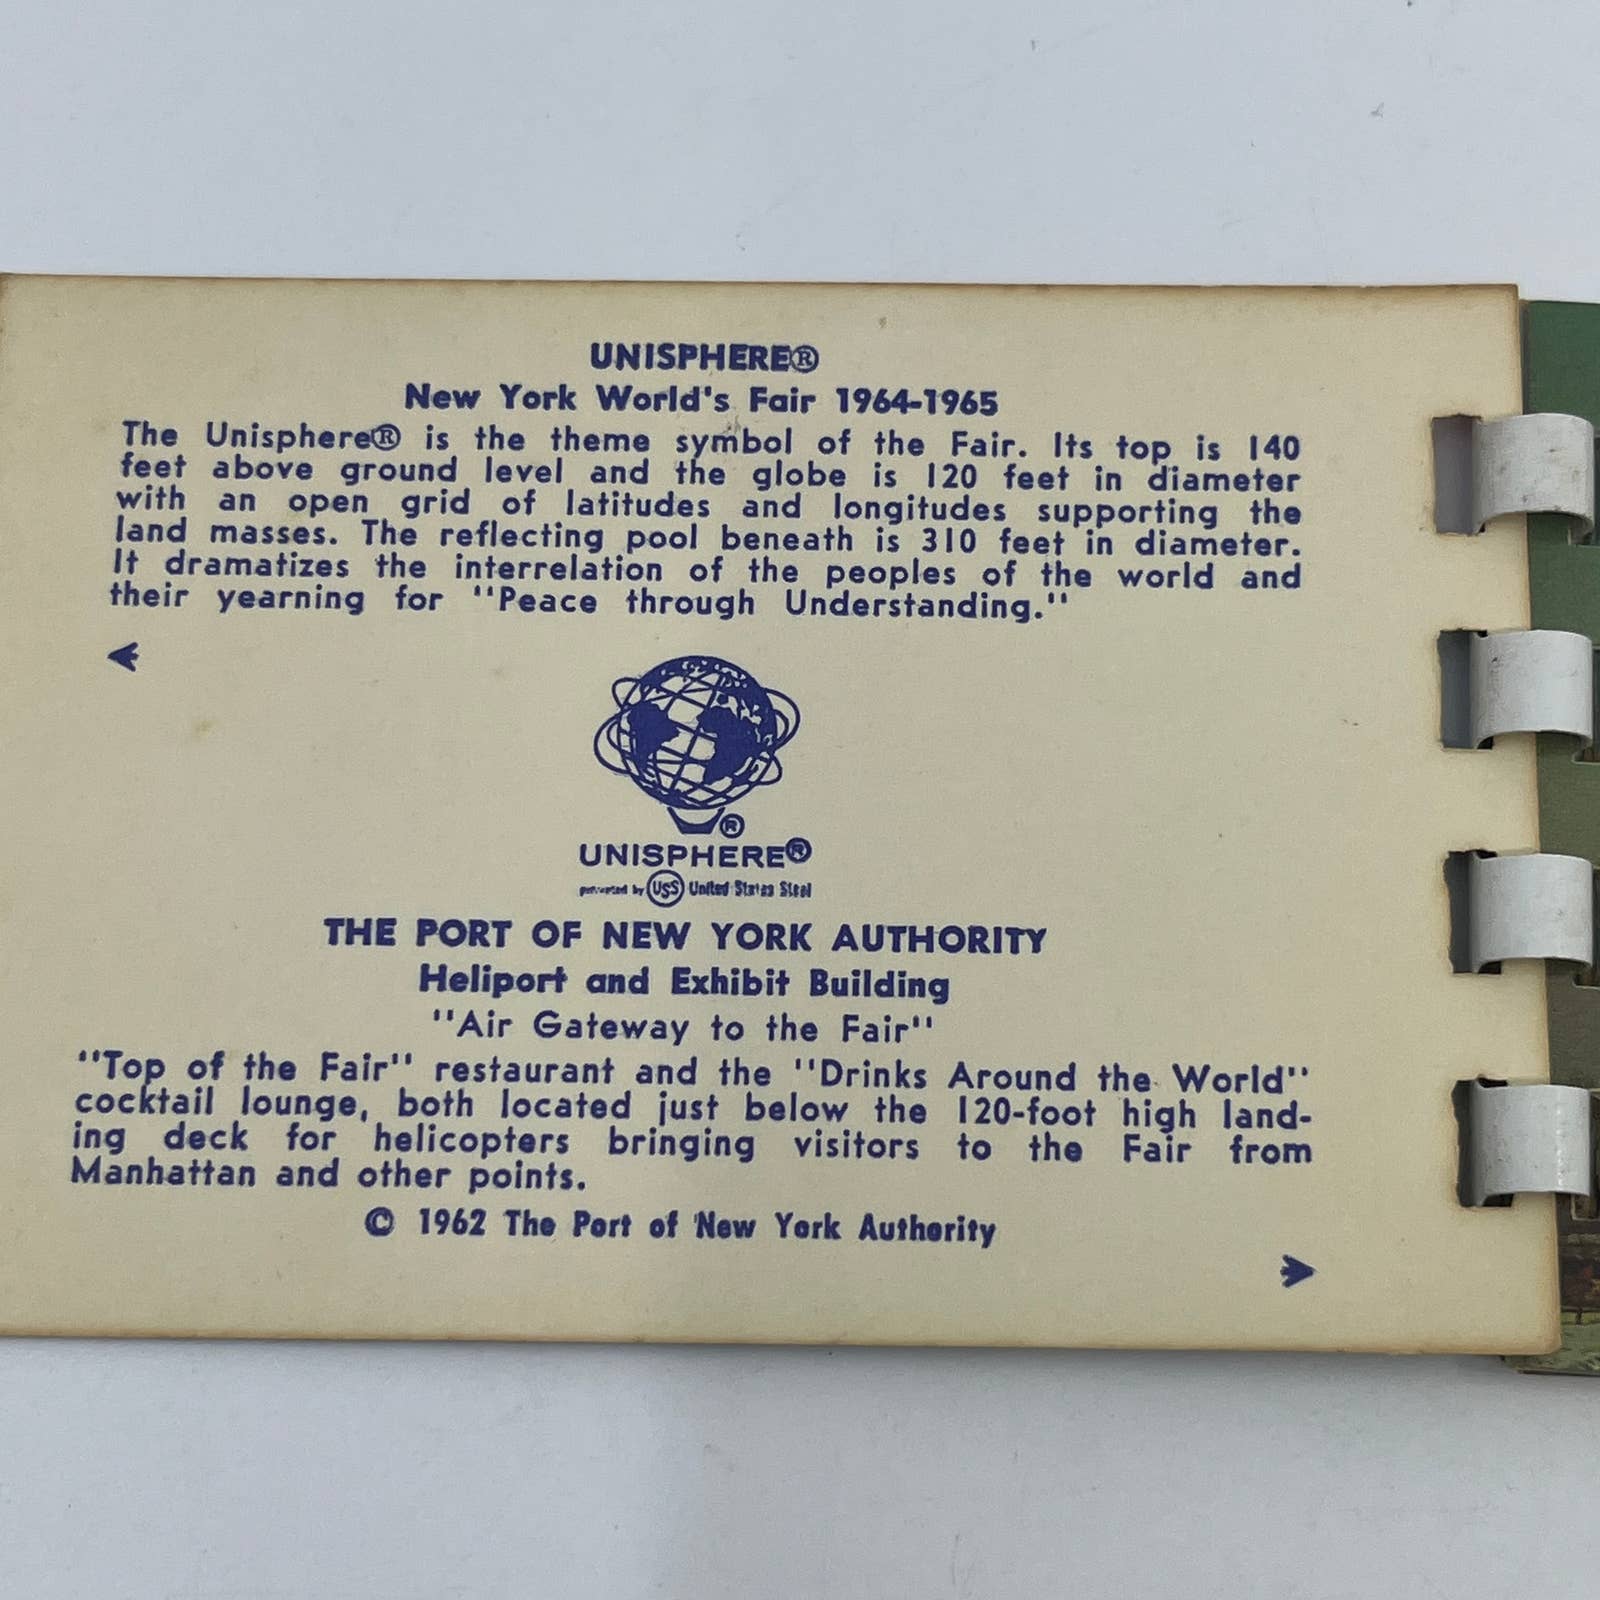 UNISPHERE®
New York World's Fair 1964-1965
The Unisphere® is the theme symbol of the Fair. Its top is 140
feet above ground level and the globe is 120 feet in diameter
with an open grid of latitudes and longitudes supporting the
land masses. The reflecting pool beneath is 310 feet in diameter.
It dramatizes the interrelation of the peoples of the world and
their yearning for "Peace through Understanding."
®
UNISPHERE®
presented by USS United States Steel
THE PORT OF NEW YORK AUTHORITY
Heliport and Exhibit Building
"Air Gateway to the Fair"
"Top of the Fair" restaurant and the "Drinks Around the World"
cocktail lounge, both located just below the 120-foot high land-
ing deck for helicopters bringing visitors to the Fair from
Manhattan and other points.
© 1962 The Port of New York Authority